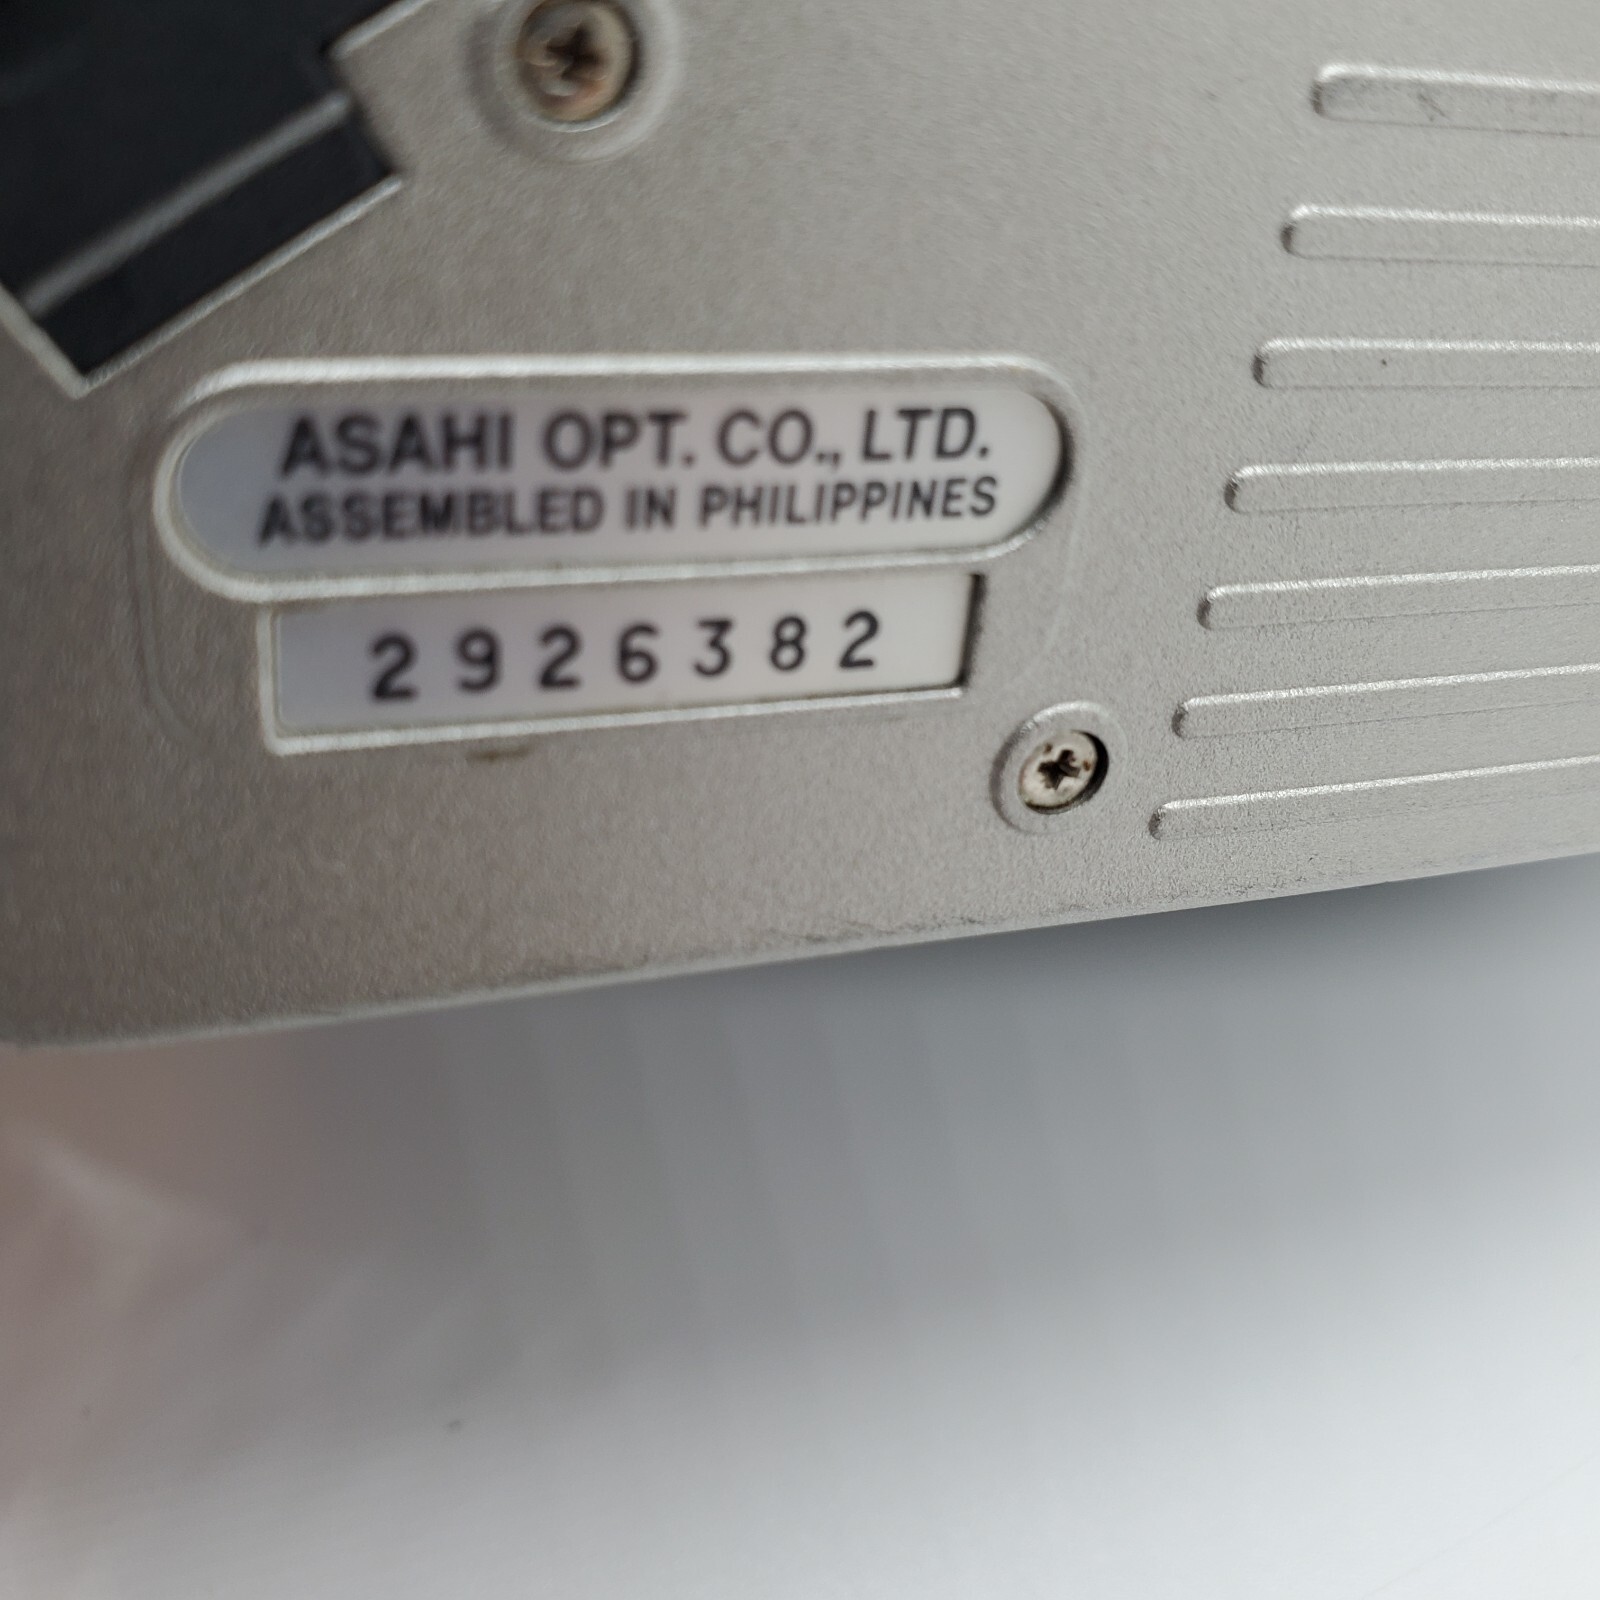 ASAHI OPT. CO., LTD.
ASSEMBLED IN PHILIPPINES
2926382